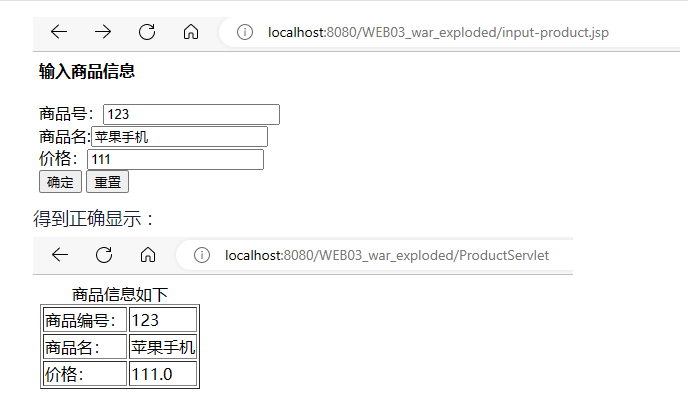 localhost:8080/WEB03_war_exploded/input-product.jsp
输入商品信息
商品号：123
商品名:苹果手机
价格：111
确定 重置
得到正确显示：
localhost:8080/WEB03_war_exploded/ProductServlet
商品信息如下
商品编号： 123
商品名： 苹果手机
价格： 111.0